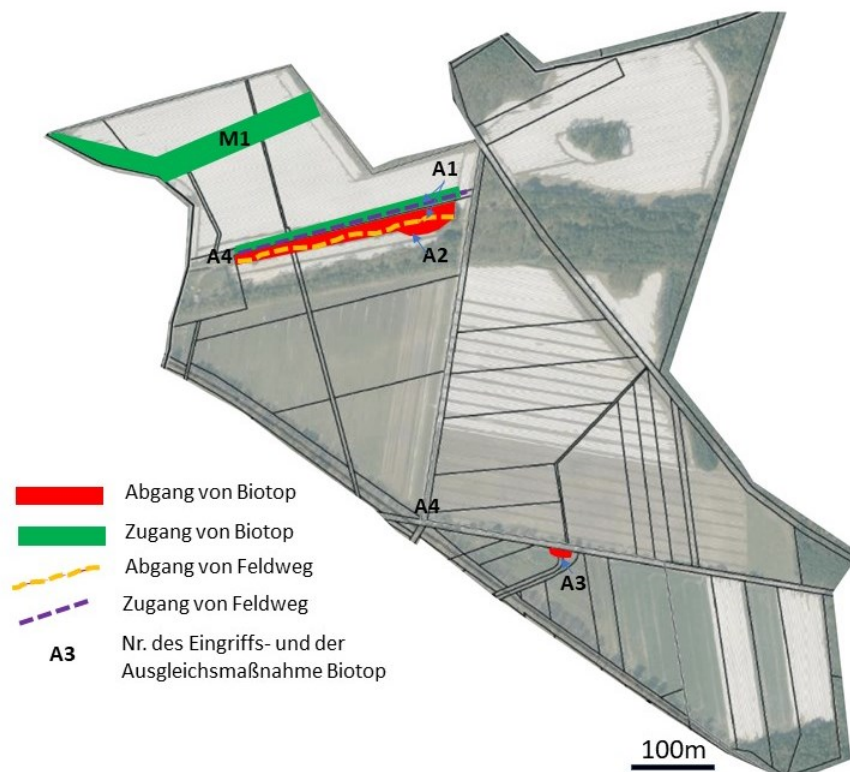 M1
A1
A4
A2
A4
A3
Abgang von Biotop
Zugang von Biotop
Abgang von Feldweg
Zugang von Feldweg
A3 Nr. des Eingriffs- und der
Ausgleichsmaßnahme Biotop
100m